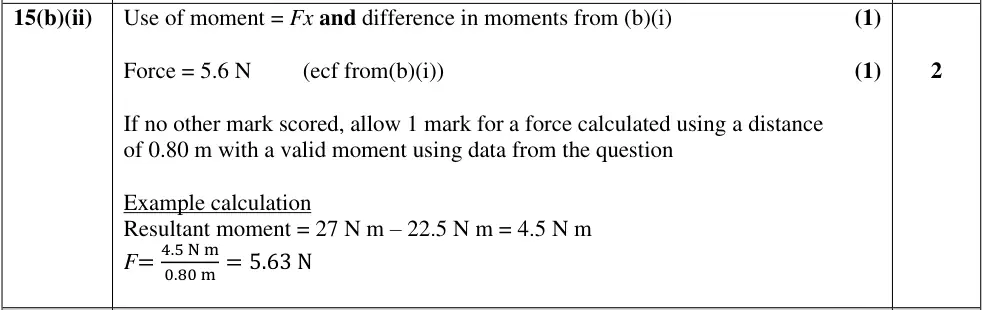 15(b)(ii) Use of moment = Fx and difference in moments from (b)(i) (1)
Force = 5.6 N (ecf from(b)(i)) (1) 2
If no other mark scored, allow 1 mark for a force calculated using a distance
of 0.80 m with a valid moment using data from the question
Example calculation
Resultant moment = 27 N m – 22.5 N m = 4.5 N m
F= 4.5 N m / 0.80 m = 5.63 N